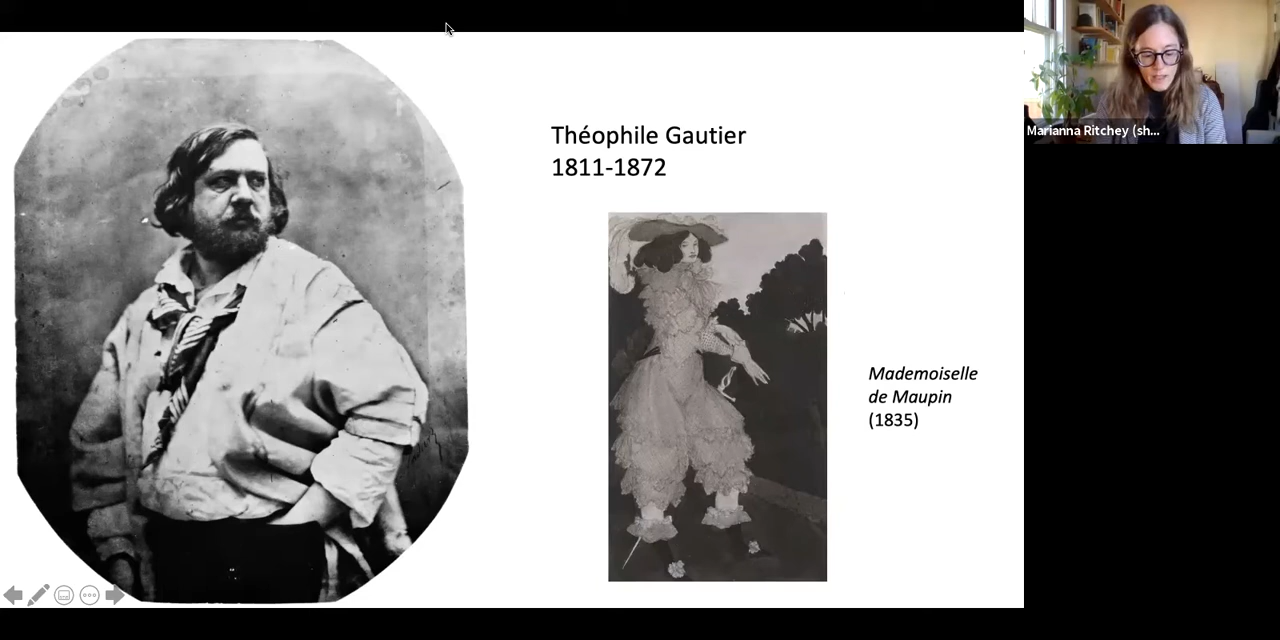 Théophile Gautier
1811-1872
Mademoiselle
de Maupin
(1835)
Marianna Ritchey (sh...